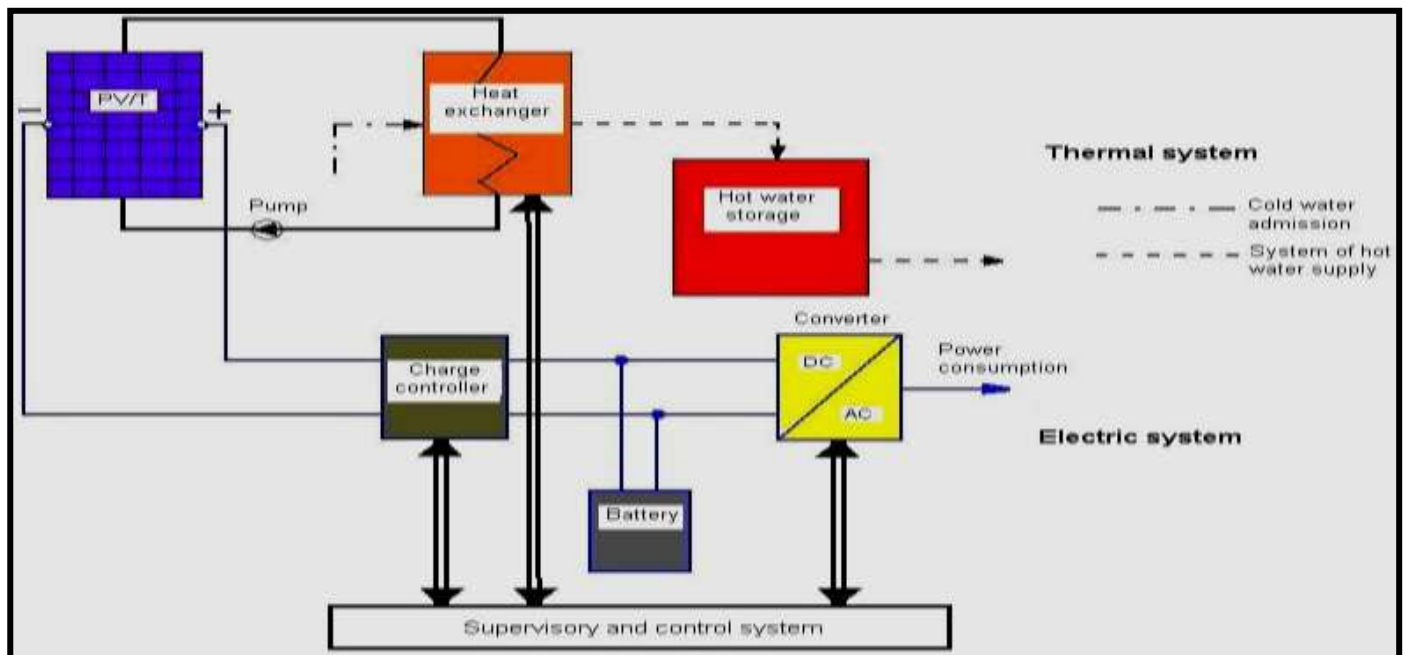 PV/T
−
+
Heat
exchanger
Pump
Hot water
storage
Thermal system
Cold water
admission
System of hot
water supply
Converter
DC
AC
Power
consumption
Charge
controller
Electric system
Battery
Supervisory and control system